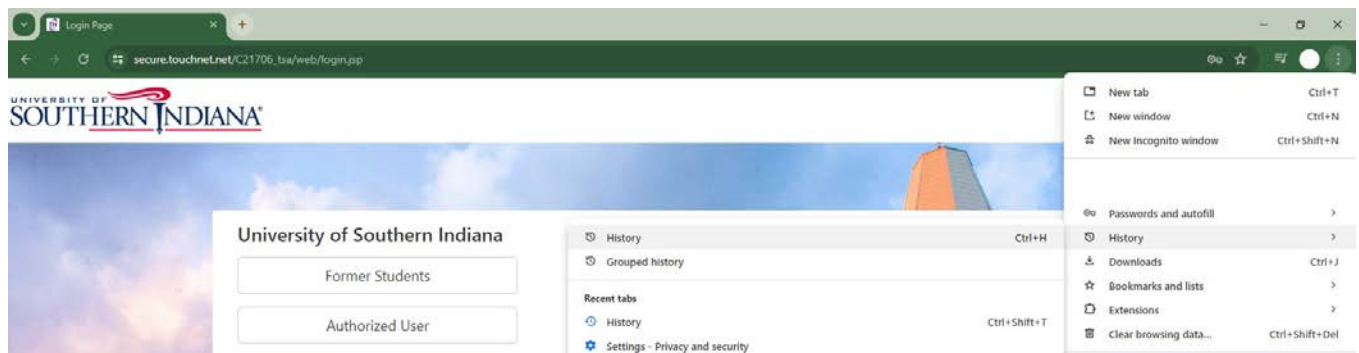 Login Page
secure.touchnet.net/C21706_tsa/web/login.jsp
UNIVERSITY OF
SOUTHERN INDIANA®
New tab Ctrl+T
New window Ctrl+N
New Incognito window Ctrl+Shift+N
Passwords and autofill
History
Downloads Ctrl+J
Bookmarks and lists
Extensions
Clear browsing data... Ctrl+Shift+Del
History Ctrl+H
Grouped history
Recent tabs
History Ctrl+Shift+T
Settings - Privacy and security
University of Southern Indiana
Former Students
Authorized User